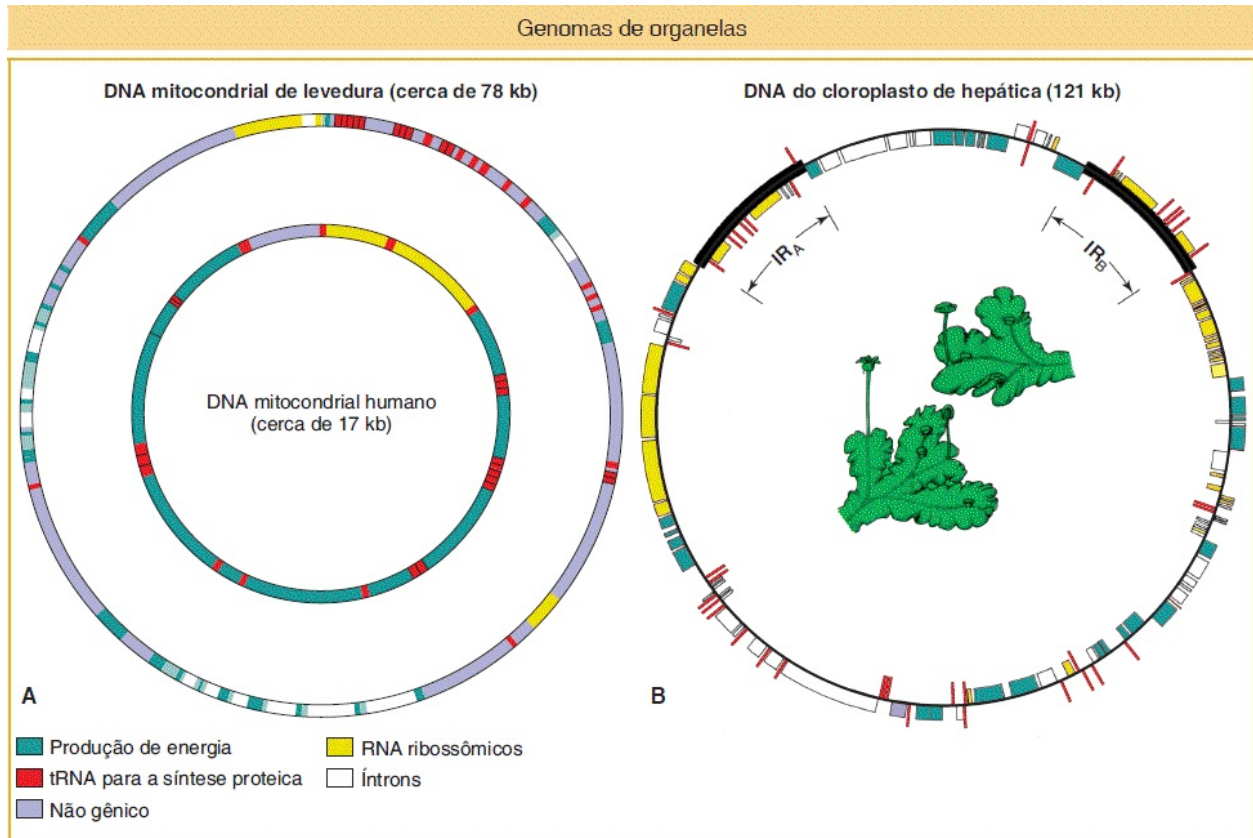 Genomas de organelas
DNA mitocondrial de levedura (cerca de 78 kb)
DNA mitocondrial humano
(cerca de 17 kb)
A
DNA do cloroplasto de hepática (121 kb)
IRA
IRB
B
Produção de energia
tRNA para a síntese proteica
Não gênico
RNA ribossômicos
Íntrons